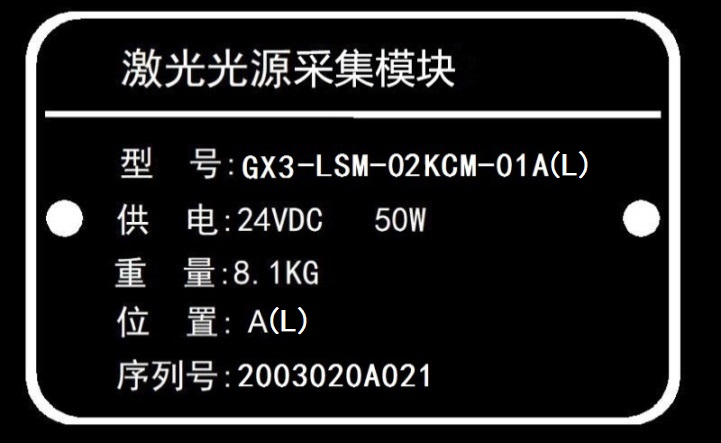 激光光源采集模块
型 号:GX3-LSM-02KCM-01A(L)
供 电:24VDC 50W
重 量:8.1KG
位 置: A(L)
序列号:2003020A021